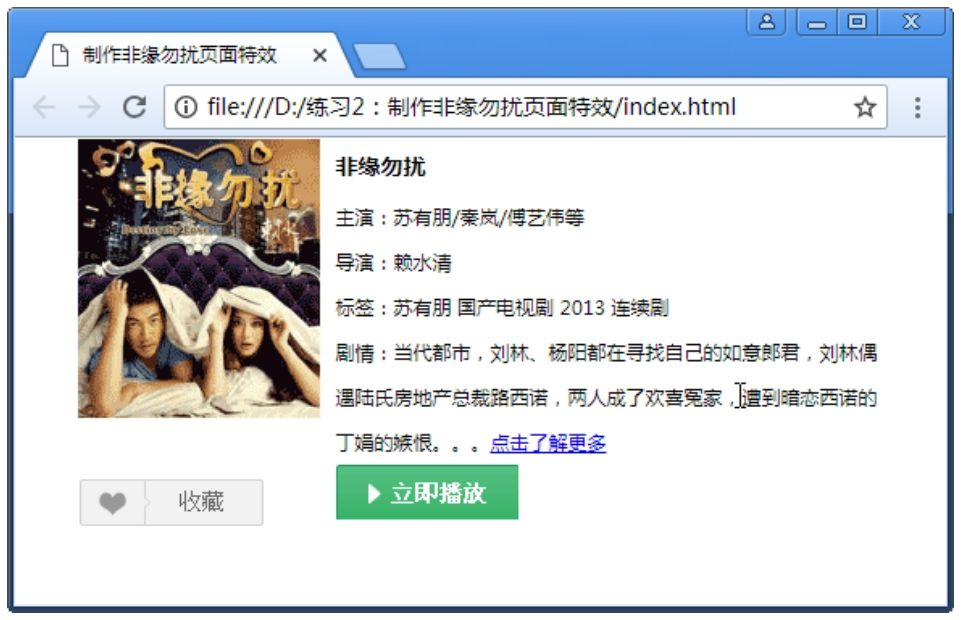 制作非缘勿扰页面特效
file:///D:/练习2：制作非缘勿扰页面特效/index.html
非缘勿扰
Destiny by Love
非缘勿扰
主演：苏有朋/秦岚/傅艺伟等
导演：赖水清
标签：苏有朋 国产电视剧 2013 连续剧
剧情：当代都市，刘林、杨阳都在寻找自己的如意郎君，刘林偶
遇陆氏房地产总裁路西诺，两人成了欢喜冤家，遭到暗恋西诺的
丁娟的嫉恨。。。点击了解更多
收藏
立即播放